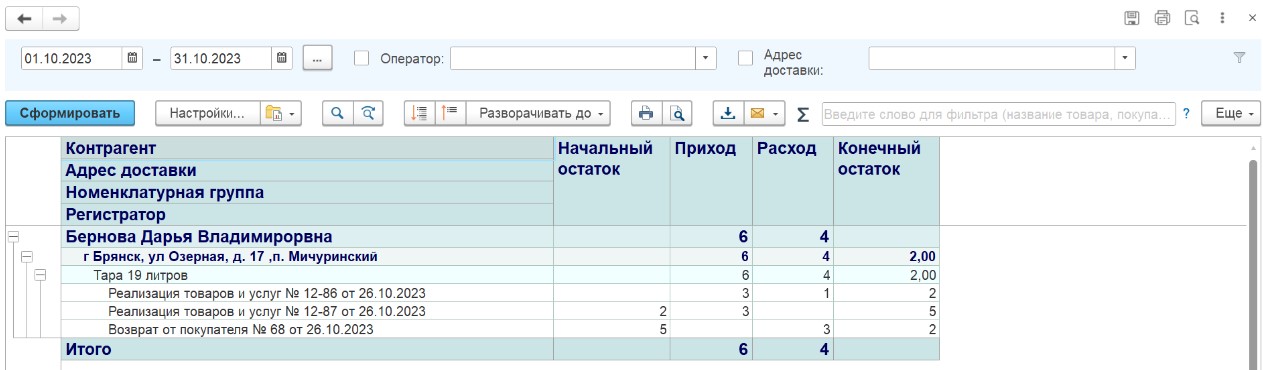 01.10.2023 – 31.10.2023 ... Оператор: Адрес доставки:
Сформировать Настройки... Разворачивать до Σ Введите слово для фильтра (название товара, покупа... ? Еще
Контрагент Начальный остаток Приход Расход Конечный остаток
Адрес доставки
Номенклатурная группа
Регистратор
Бернова Дарья Владимирорвна 6 4
г Брянск, ул Озерная, д. 17 ,п. Мичуринский 6 4 2,00
Тара 19 литров 6 4 2,00
Реализация товаров и услуг № 12-86 от 26.10.2023 3 1 2
Реализация товаров и услуг № 12-87 от 26.10.2023 2 3 5
Возврат от покупателя № 68 от 26.10.2023 5 3 2
Итого 6 4